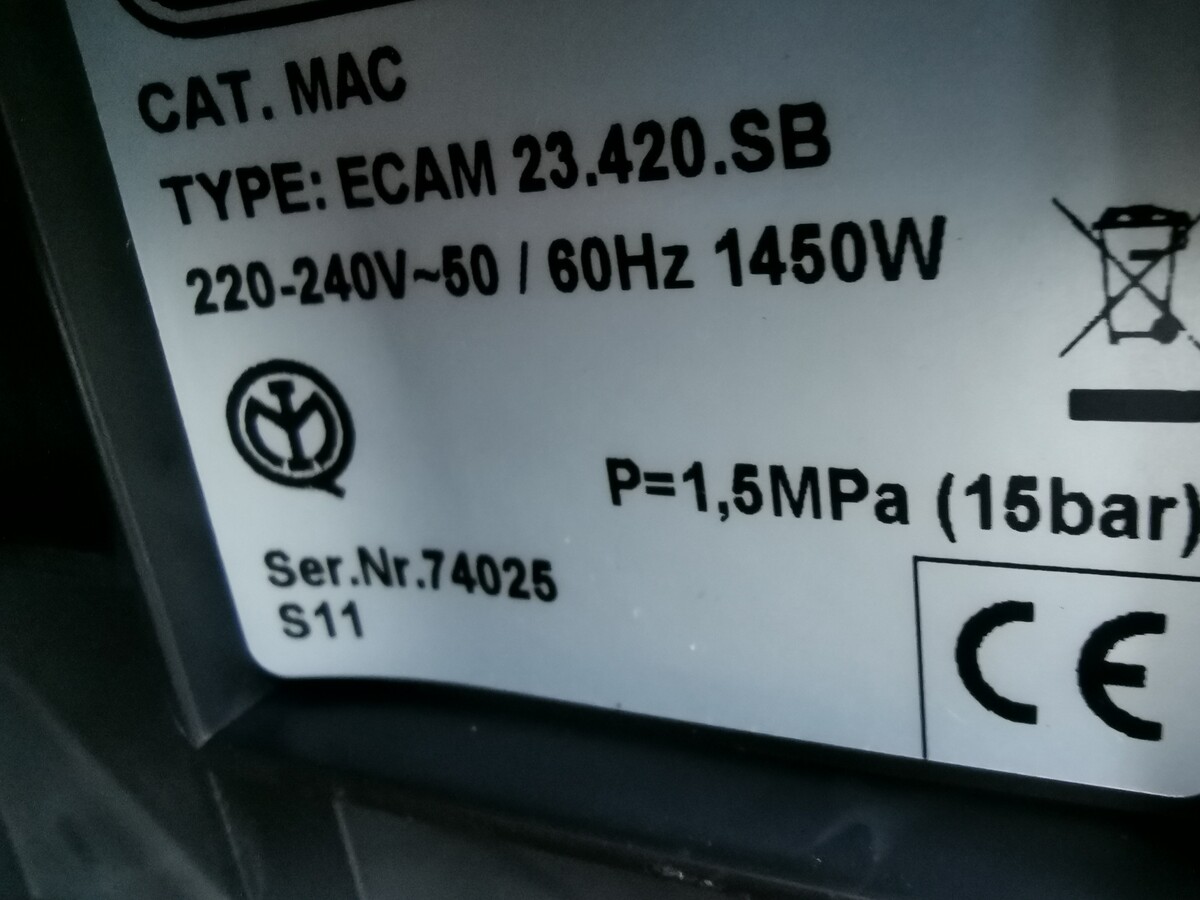 CAT. MAC
TYPE: ECAM 23.420.SB
220-240V~50 / 60Hz 1450W
P=1,5MPa (15bar)
Ser.Nr.74025
S11
CE